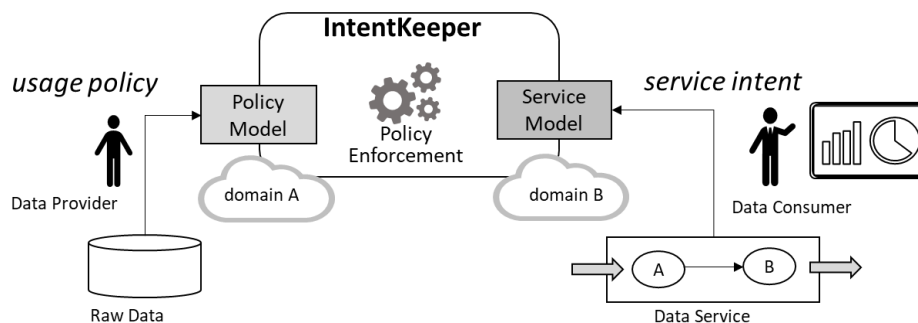 IntentKeeper
usage policy
service intent
Policy
Model
Service
Model
Policy
Enforcement
domain A
domain B
Data Provider
Data Consumer
A
B
Raw Data
Data Service